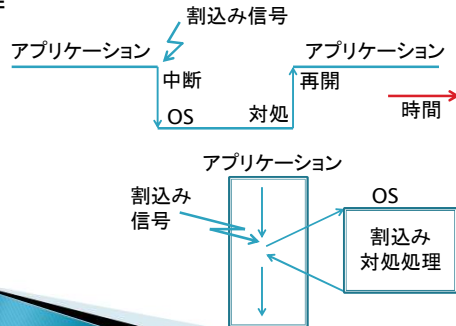 割込み信号
アプリケーション アプリケーション
中断 再開
OS 対処 時間
アプリケーション
割込み
信号
OS
割込み
対処処理